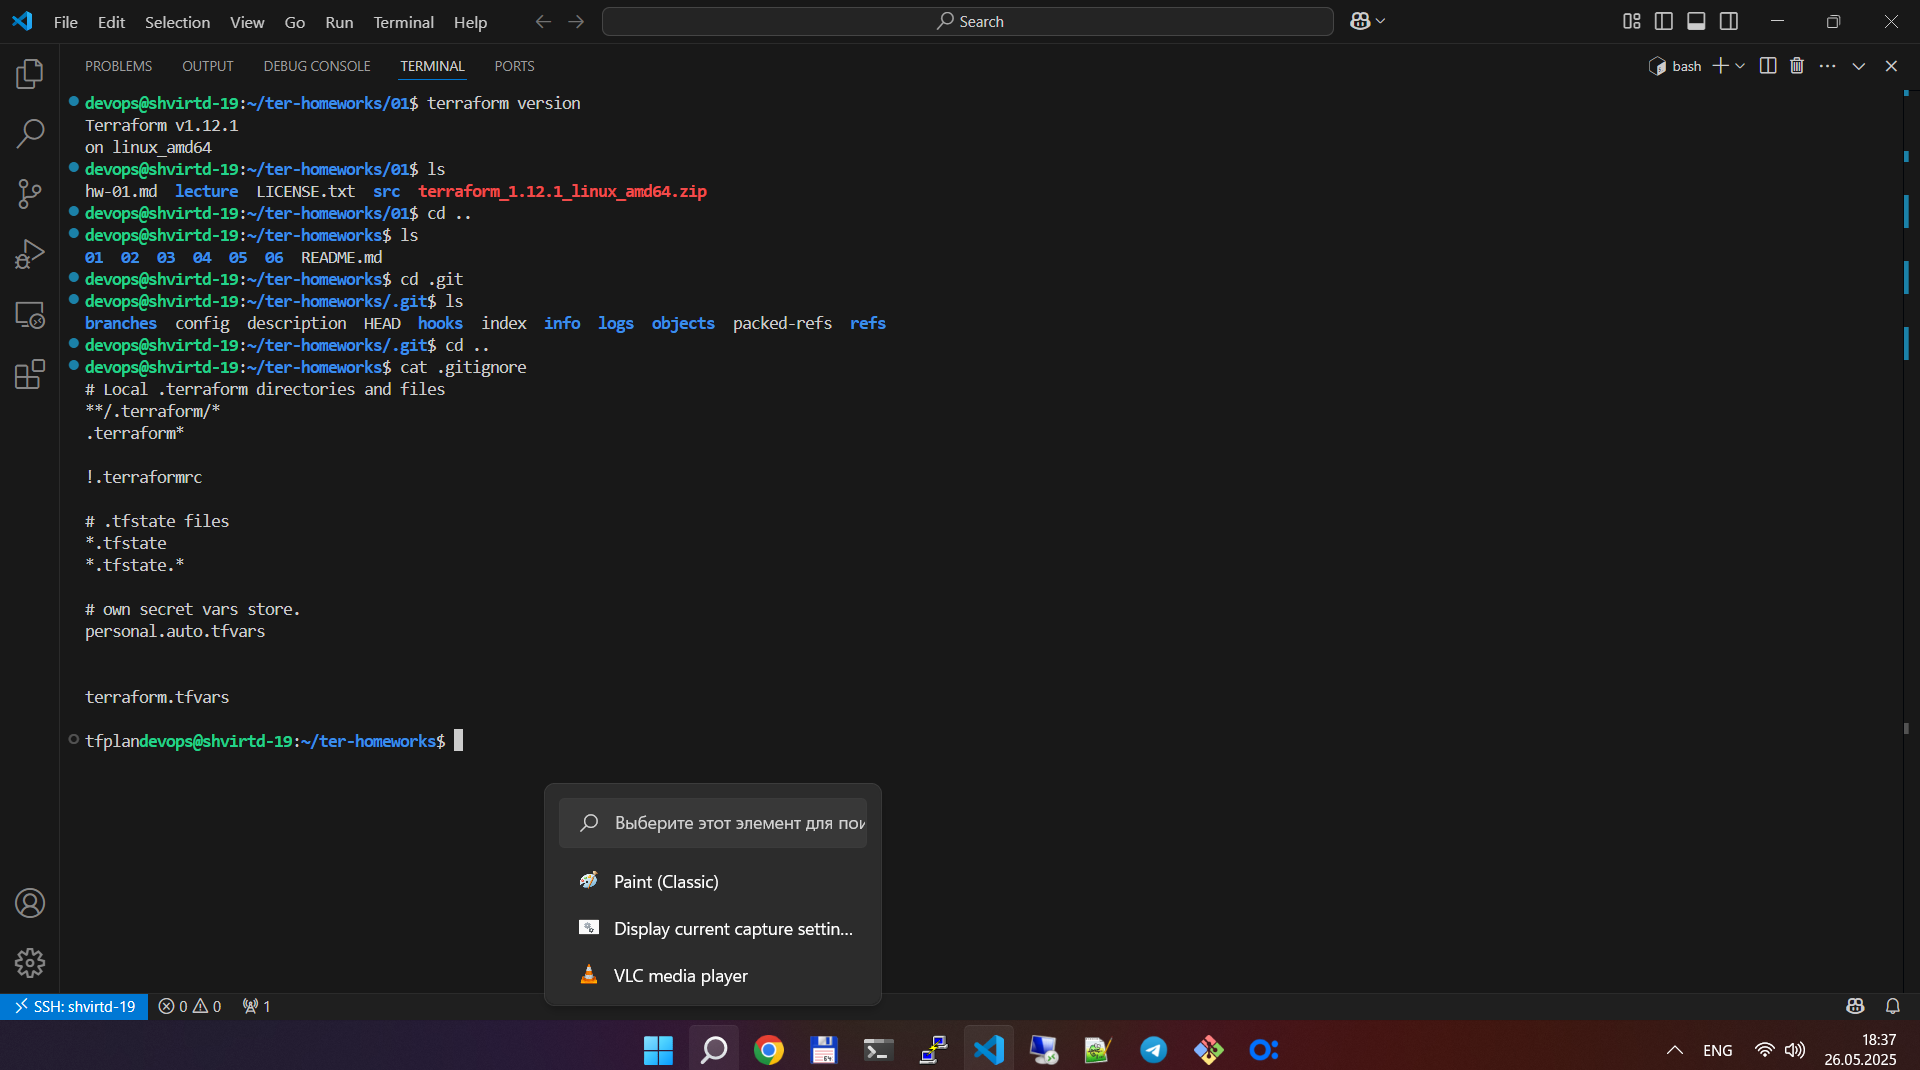 File Edit Selection View Go Run Terminal Help
Search
PROBLEMS OUTPUT DEBUG CONSOLE TERMINAL PORTS
bash
devops@shvirtd-19:~/ter-homeworks/01$ terraform version
Terraform v1.12.1
on linux_amd64
devops@shvirtd-19:~/ter-homeworks/01$ ls
hw-01.md lecture LICENSE.txt src terraform_1.12.1_linux_amd64.zip
devops@shvirtd-19:~/ter-homeworks/01$ cd ..
devops@shvirtd-19:~/ter-homeworks$ ls
01 02 03 04 05 06 README.md
devops@shvirtd-19:~/ter-homeworks$ cd .git
devops@shvirtd-19:~/ter-homeworks/.git$ ls
branches config description HEAD hooks index info logs objects packed-refs refs
devops@shvirtd-19:~/ter-homeworks/.git$ cd ..
devops@shvirtd-19:~/ter-homeworks$ cat .gitignore
# Local .terraform directories and files
**/.terraform/*
.terraform*
!.terraformrc
# .tfstate files
*.tfstate
*.tfstate.*
# own secret vars store.
personal.auto.tfvars
terraform.tfvars
tfplandevops@shvirtd-19:~/ter-homeworks$
Выберите этот элемент для пои
Paint (Classic)
Display current capture settin...
VLC media player
SSH: shvirtd-19 0 0 1
64
ENG
18:37
26.05.2025